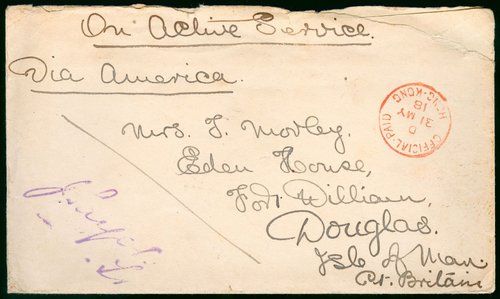 On Active Service
Via America.
OFFICIAL·PAID
D
31 MY
18
HONG·KONG
Mrs. T. Morley,
Eden House,
Fort William,
Douglas.
Isle of Man
Gt. Britain